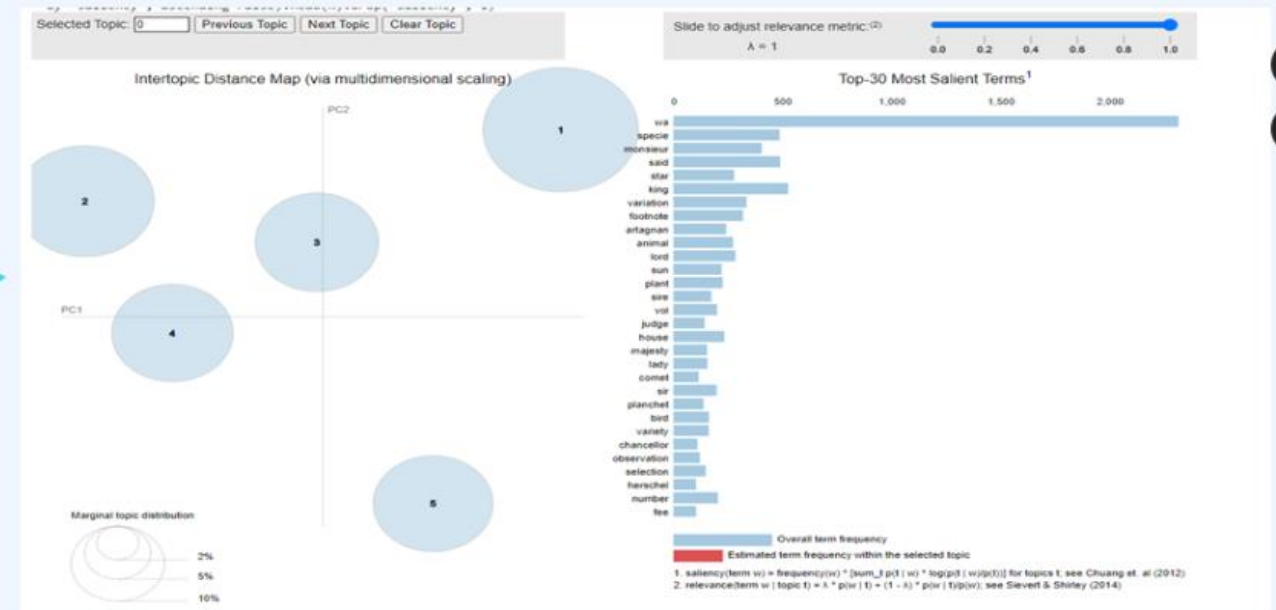 Selected Topic: 0 Previous Topic Next Topic Clear Topic
Slide to adjust relevance metric:(2)
λ = 1
0.0 0.2 0.4 0.6 0.8 1.0
Intertopic Distance Map (via multidimensional scaling)
PC2
PC1
1
2
3
4
5
Marginal topic distribution
2%
5%
10%
Top-30 Most Salient Terms1
0 500 1,000 1,500 2,000
wa
specie
monsieur
said
star
king
variation
footnote
artagnan
animal
lord
sun
plant
sire
vol
judge
house
majesty
lady
comet
sir
planchet
bird
variety
chancellor
observation
selection
herschel
number
fee
Overall term frequency
Estimated term frequency within the selected topic
1. saliency(term w) = frequency(w) * [sum_t p(t | w) * log(p(t | w)/p(t))] for topics t; see Chuang et. al (2012)
2. relevance(term w | topic t) = λ * p(w | t) + (1 - λ) * p(w | t)/p(w); see Sievert & Shirley (2014)